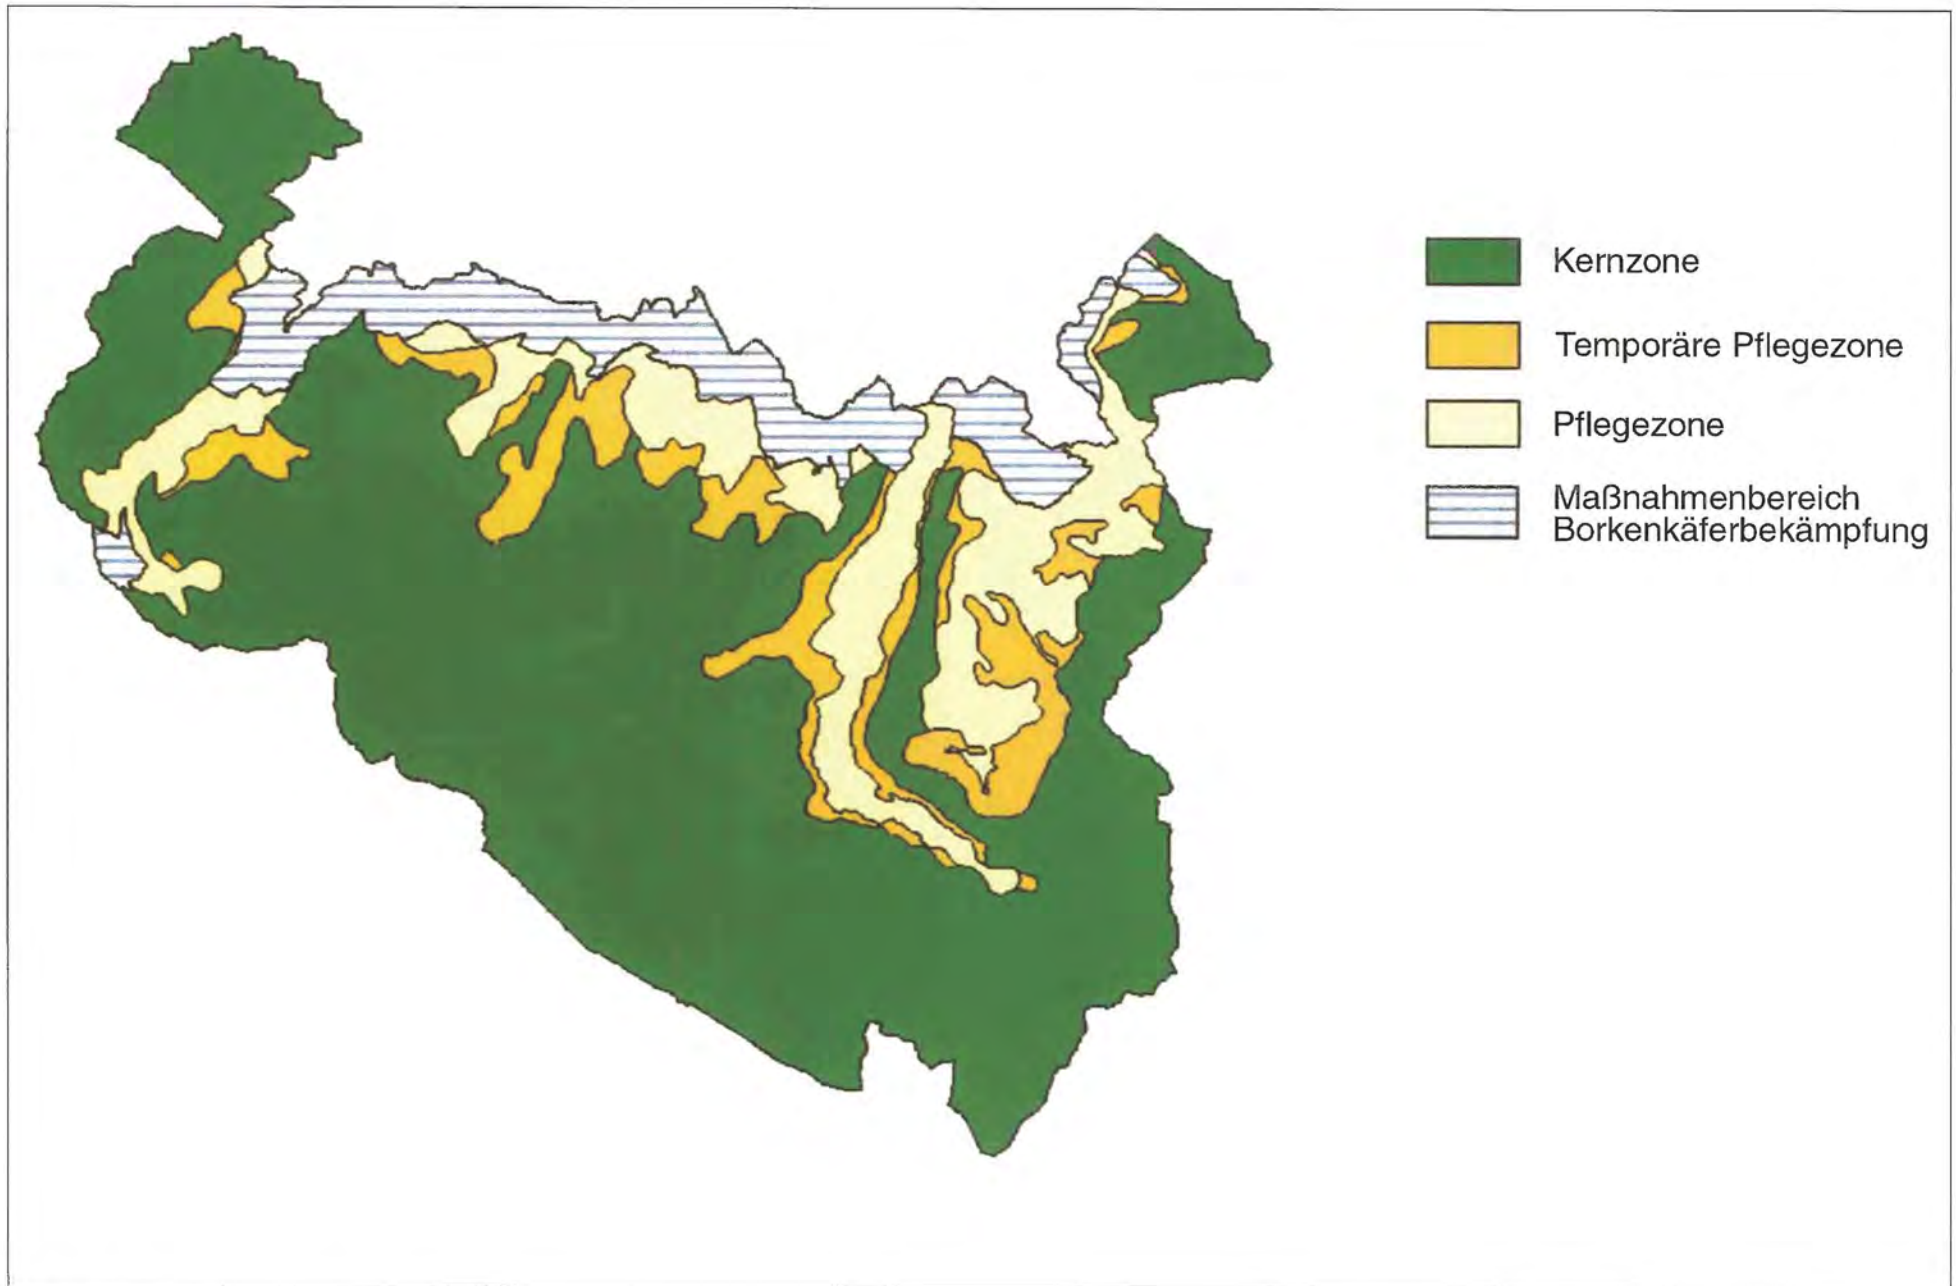 Kernzone
Temporäre Pflegezone
Pflegezone
Maßnahmenbereich
Borkenkäferbekämpfung